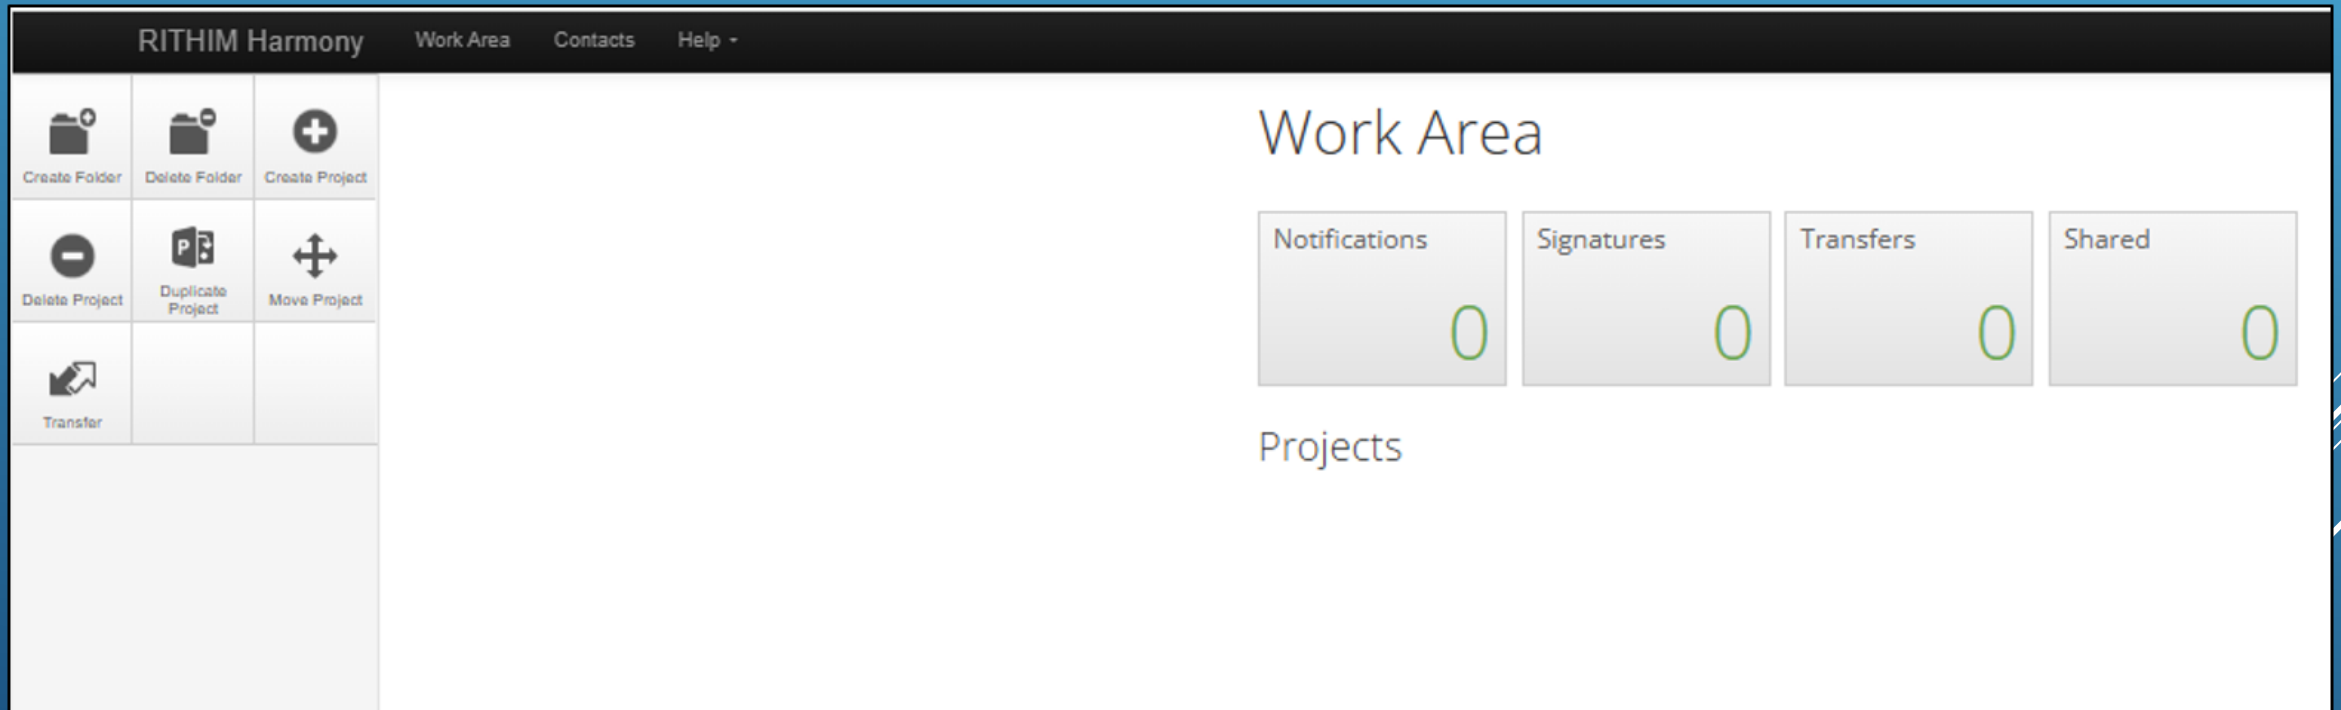 RITHIM Harmony Work Area Contacts Help
Create Folder Delete Folder Create Project
Delete Project Duplicate Project Move Project
Transfer
Work Area
Notifications Signatures Transfers Shared
0 0 0 0
Projects